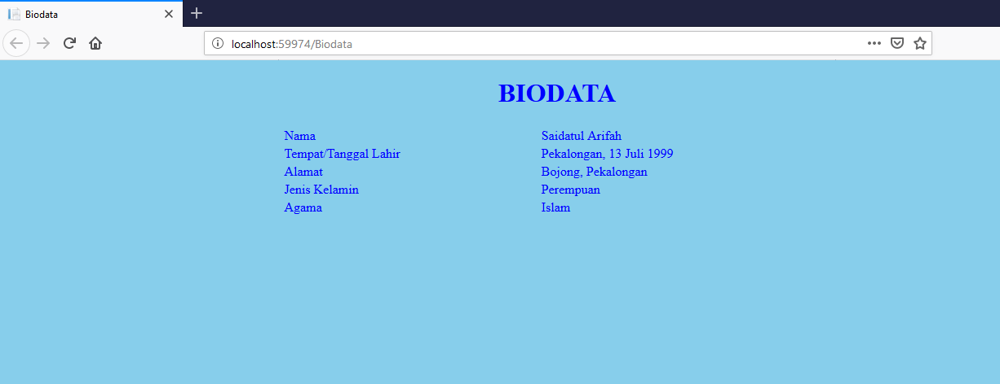 Biodata
localhost:59974/Biodata
BIODATA
Nama Saidatul Arifah
Tempat/Tanggal Lahir Pekalongan, 13 Juli 1999
Alamat Bojong, Pekalongan
Jenis Kelamin Perempuan
Agama Islam